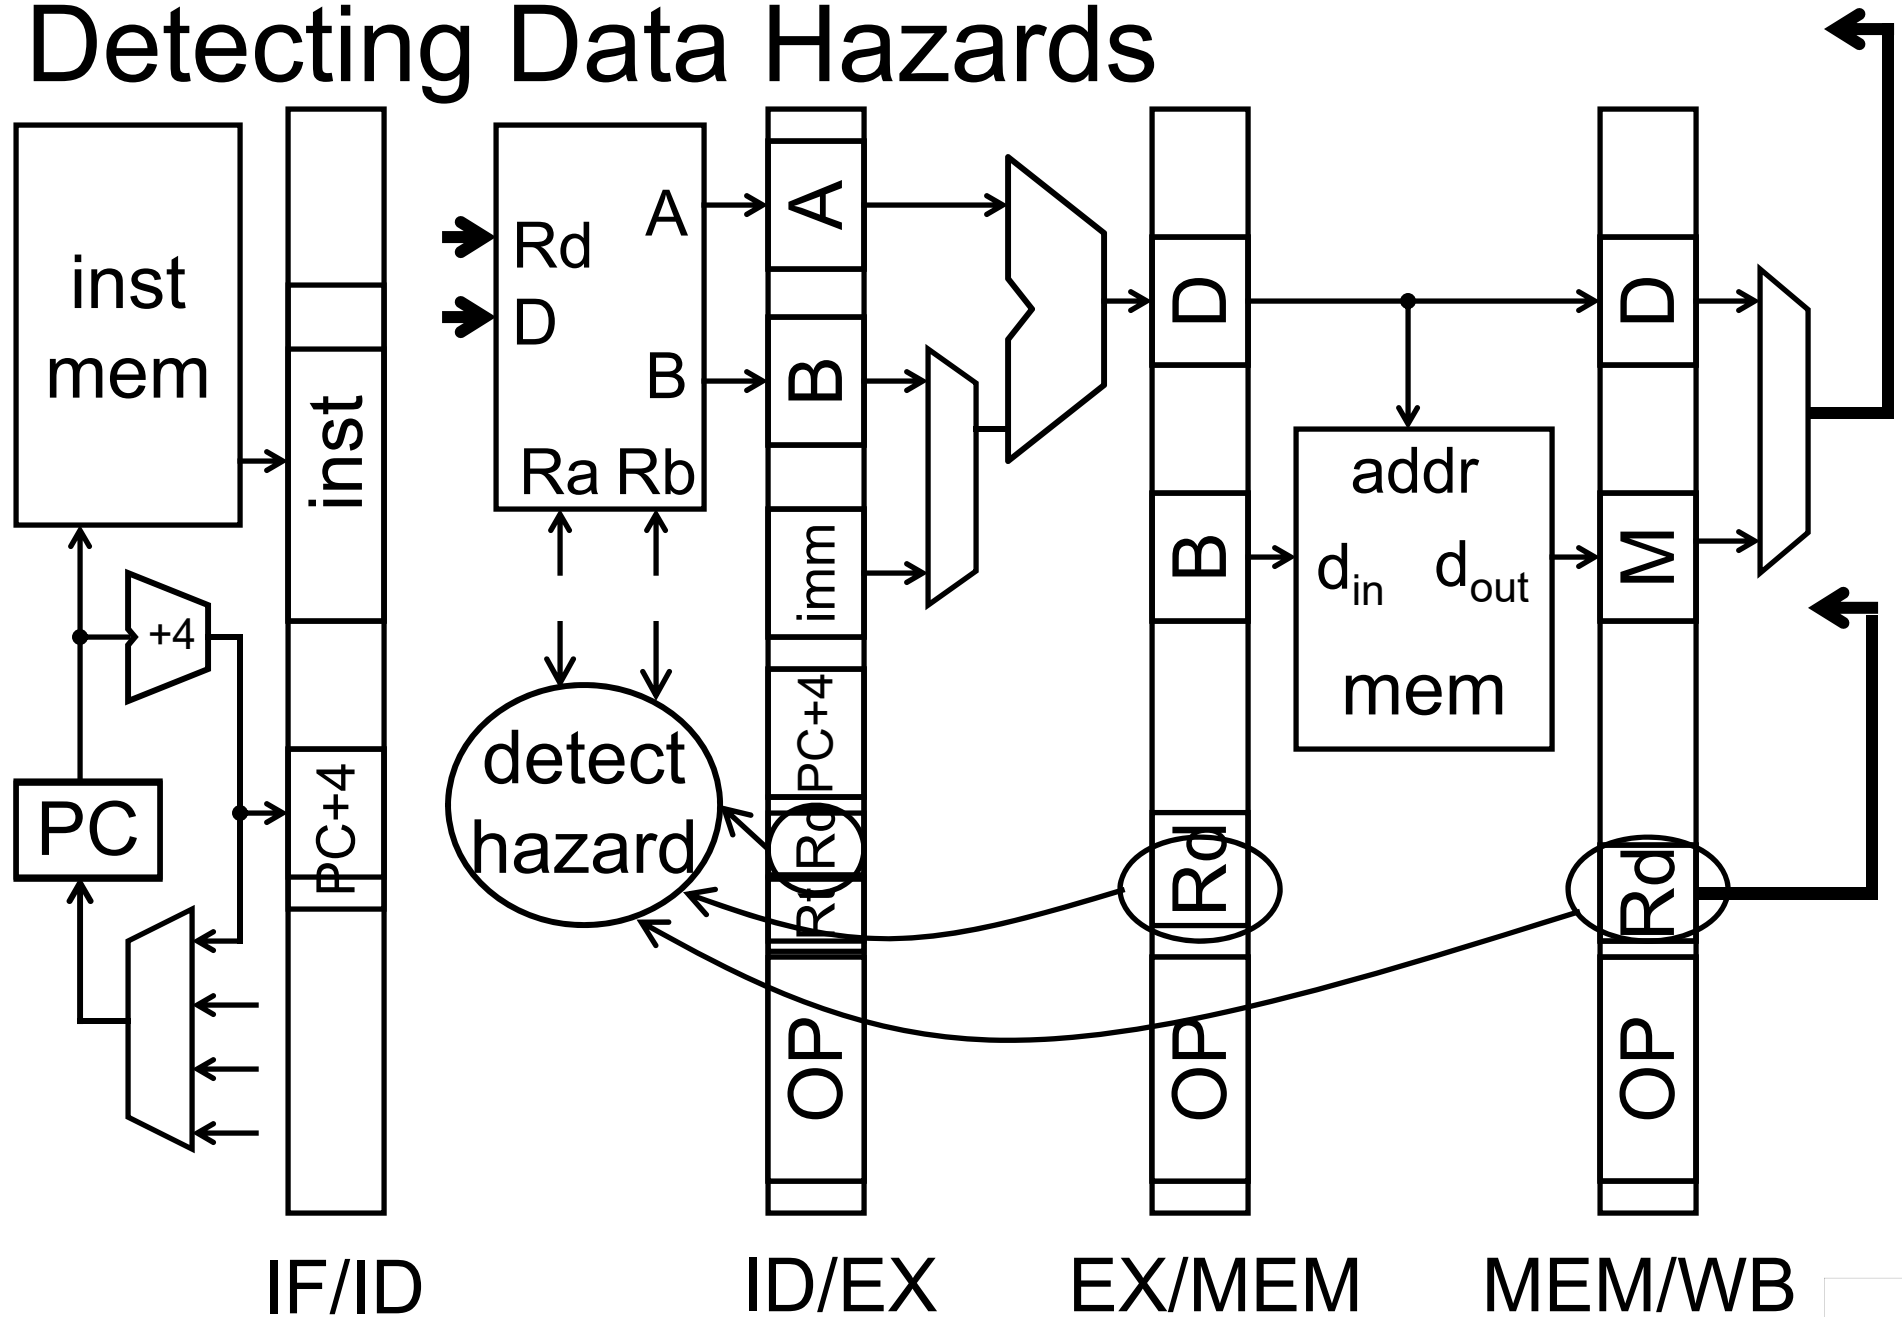 Detecting Data Hazards
inst
mem
+4
PC
inst
PC+4
Rd
D
A
B
Ra Rb
detect
hazard
A
B
imm
PC+4
Rd
Rt
OP
D
B
Rd
OP
addr
din
dout
mem
D
M
Rd
OP
IF/ID
ID/EX
EX/MEM
MEM/WB